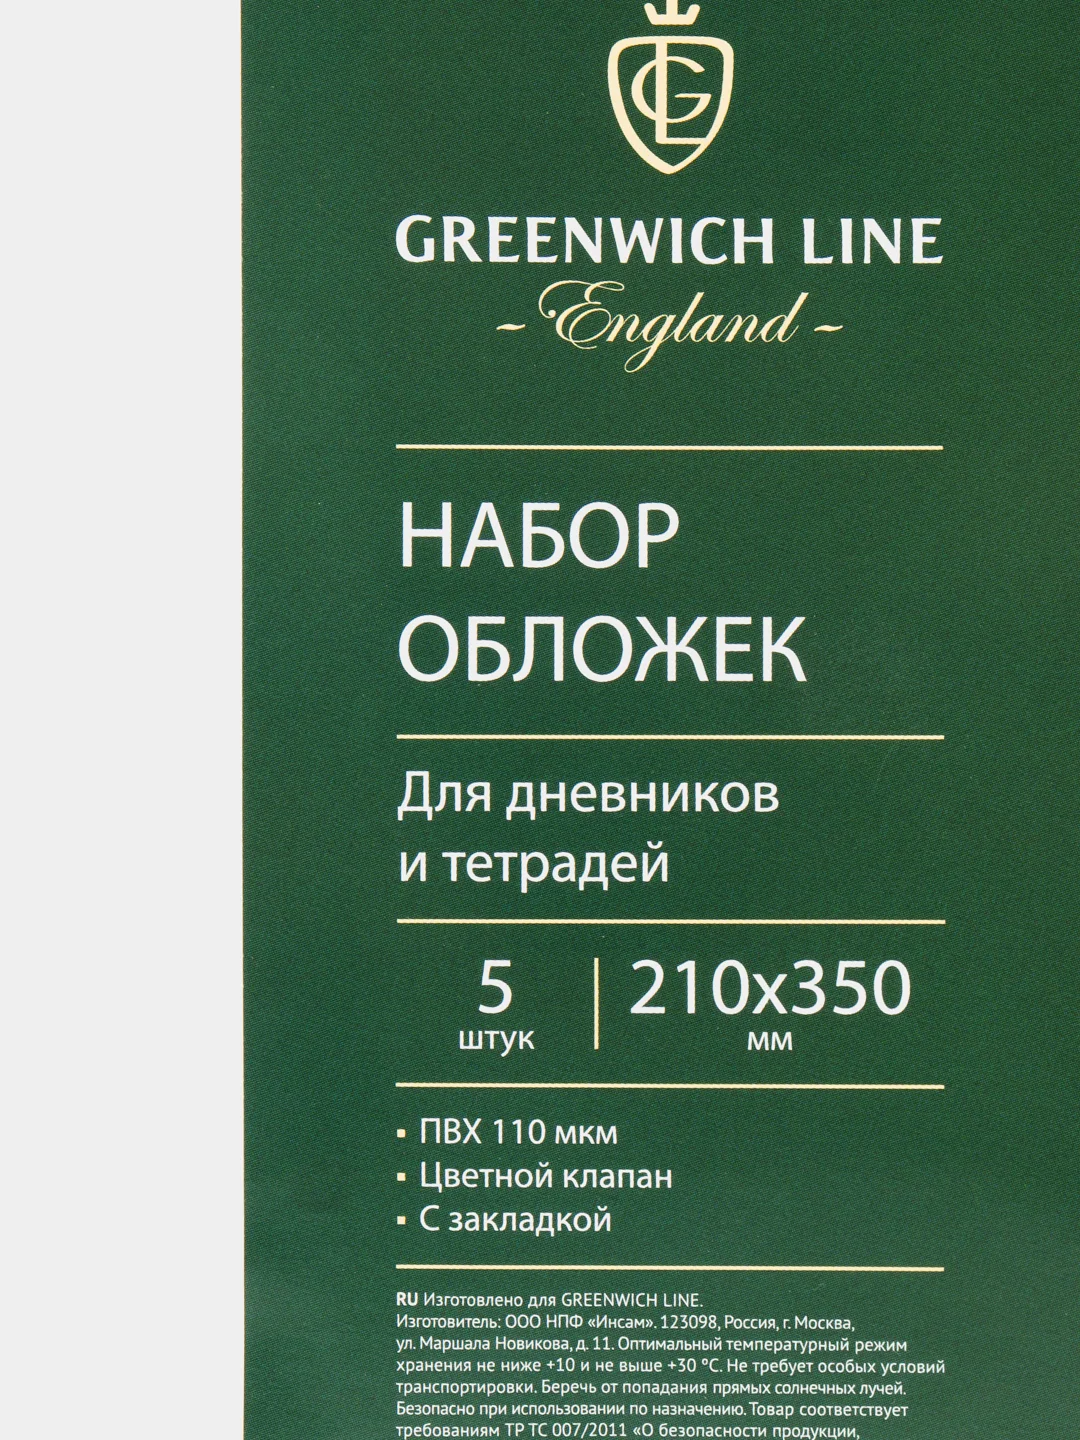 GL
GREENWICH LINE
~ England ~
НАБОР
ОБЛОЖЕК
Для дневников
и тетрадей
5
штук
210х350
мм
▪ ПВХ 110 мкм
▪ Цветной клапан
▪ С закладкой
RU Изготовлено для GREENWICH LINE.
Изготовитель: ООО НПФ «Инсам». 123098, Россия, г. Москва,
ул. Маршала Новикова, д. 11. Оптимальный температурный режим
хранения не ниже +10 и не выше +30 °С. Не требует особых условий
транспортировки. Беречь от попадания прямых солнечных лучей.
Безопасно при использовании по назначению. Товар соответствует
требованиям ТР ТС 007/2011 «О безопасности продукции,